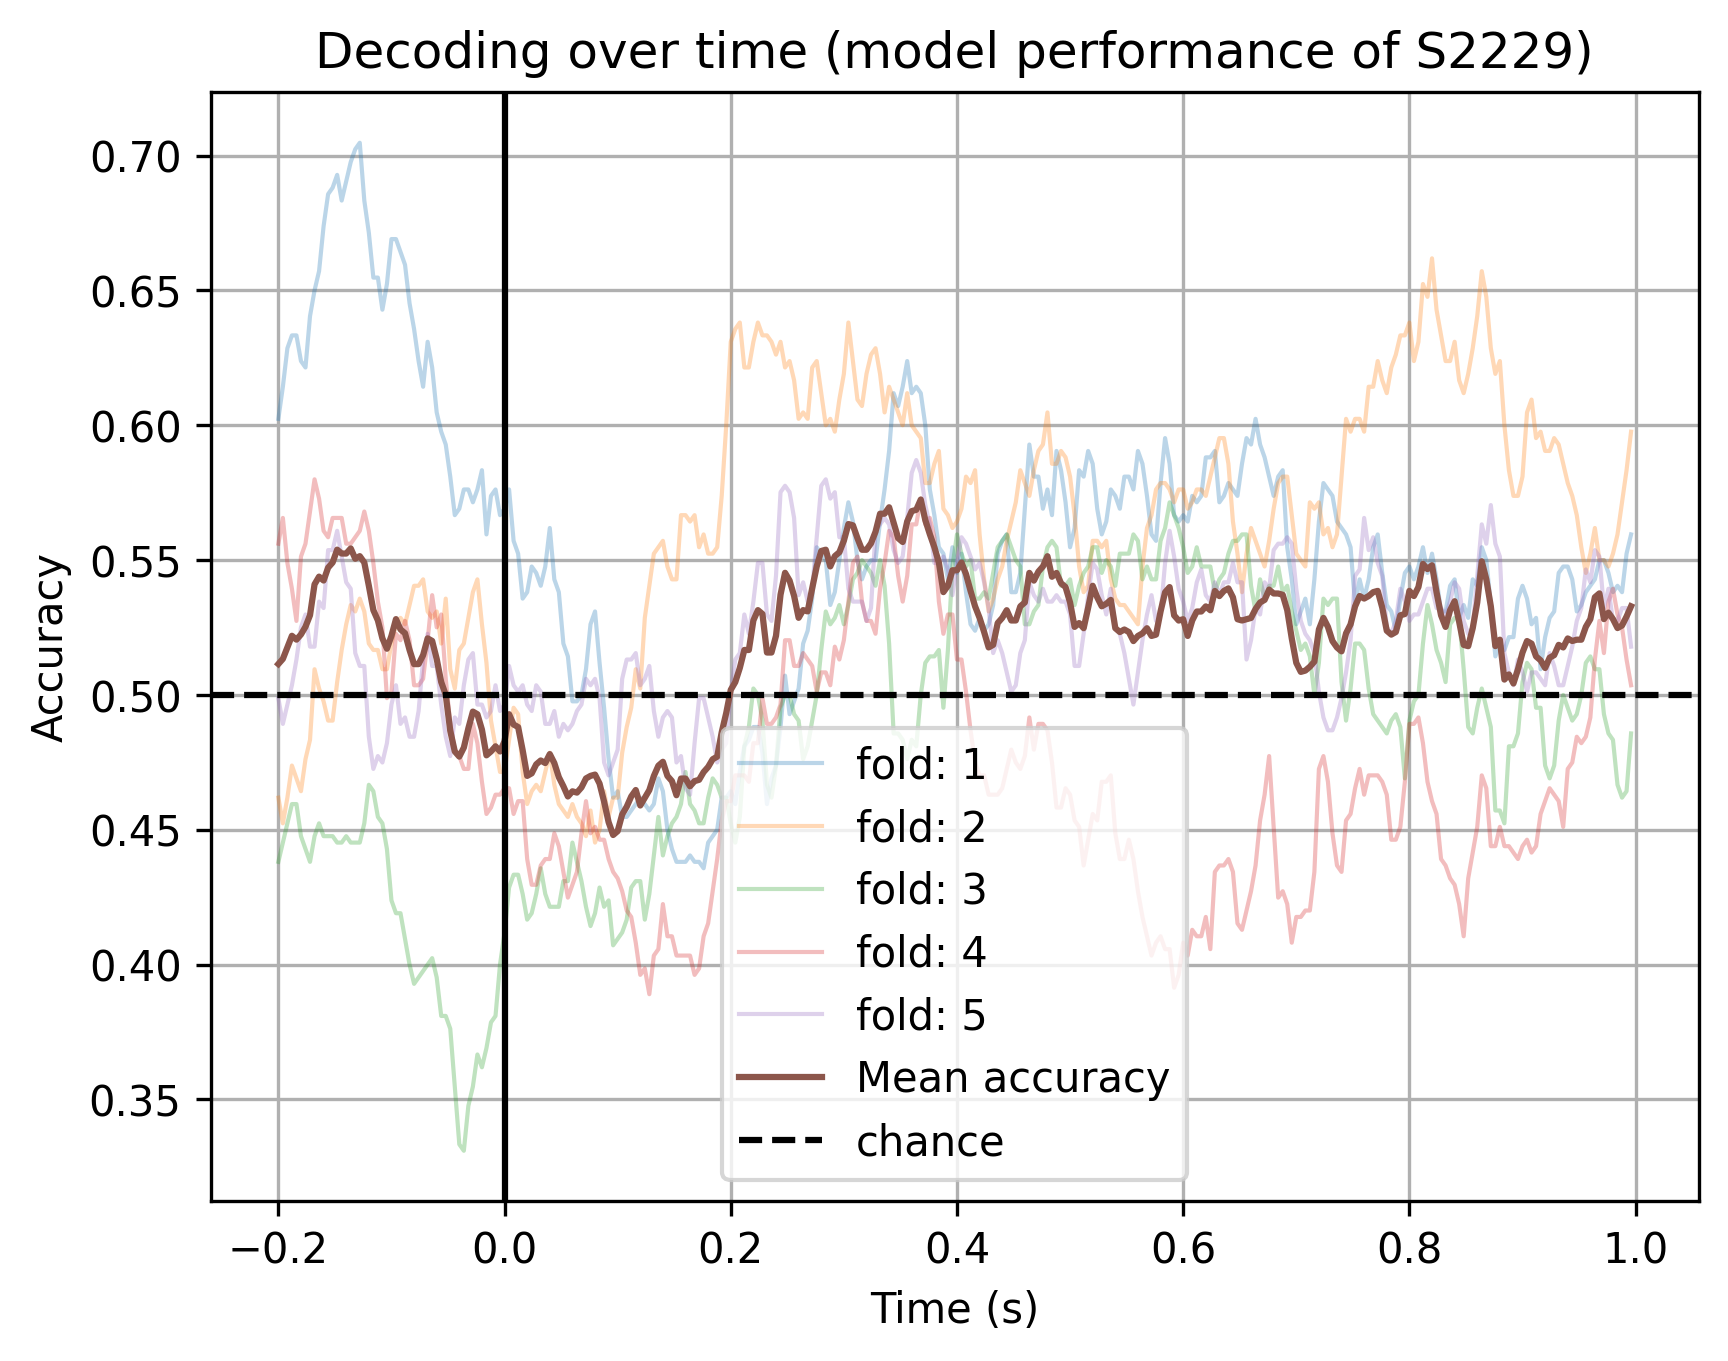 Decoding over time (model performance of S2229)
Accuracy
0.70
0.65
0.60
0.55
0.50
0.45
0.40
0.35
fold: 1
fold: 2
fold: 3
fold: 4
fold: 5
Mean accuracy
chance
−0.2 0.0 0.2 0.4 0.6 0.8 1.0
Time (s)